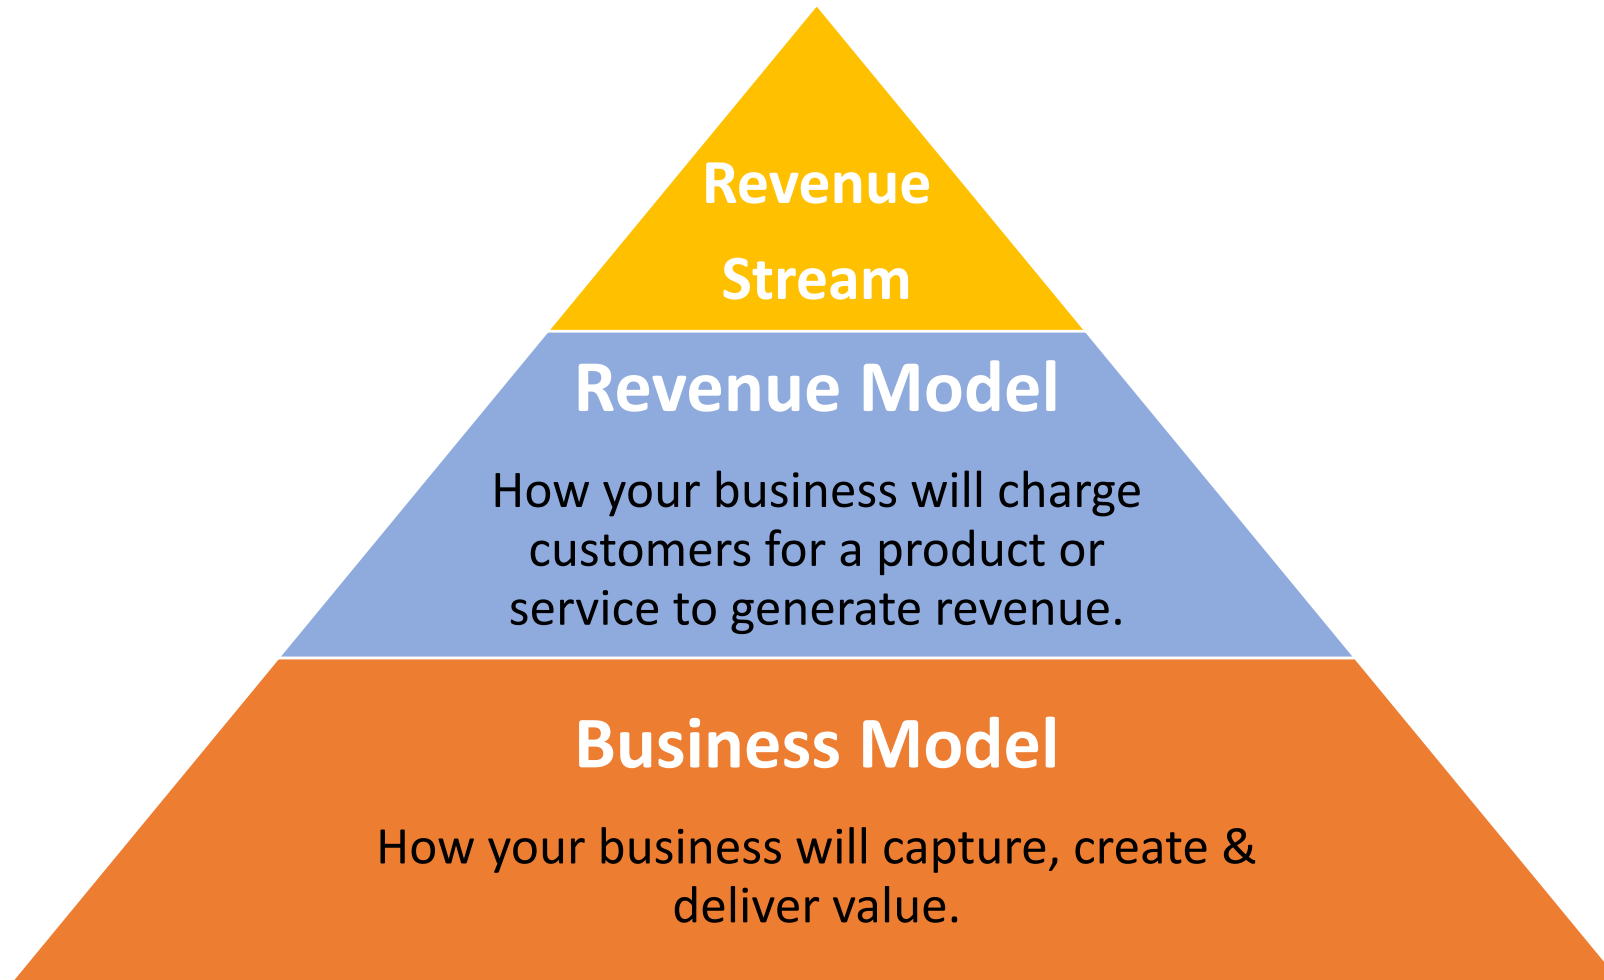 Revenue
Stream
Revenue Model
How your business will charge
customers for a product or
service to generate revenue.
Business Model
How your business will capture, create &
deliver value.